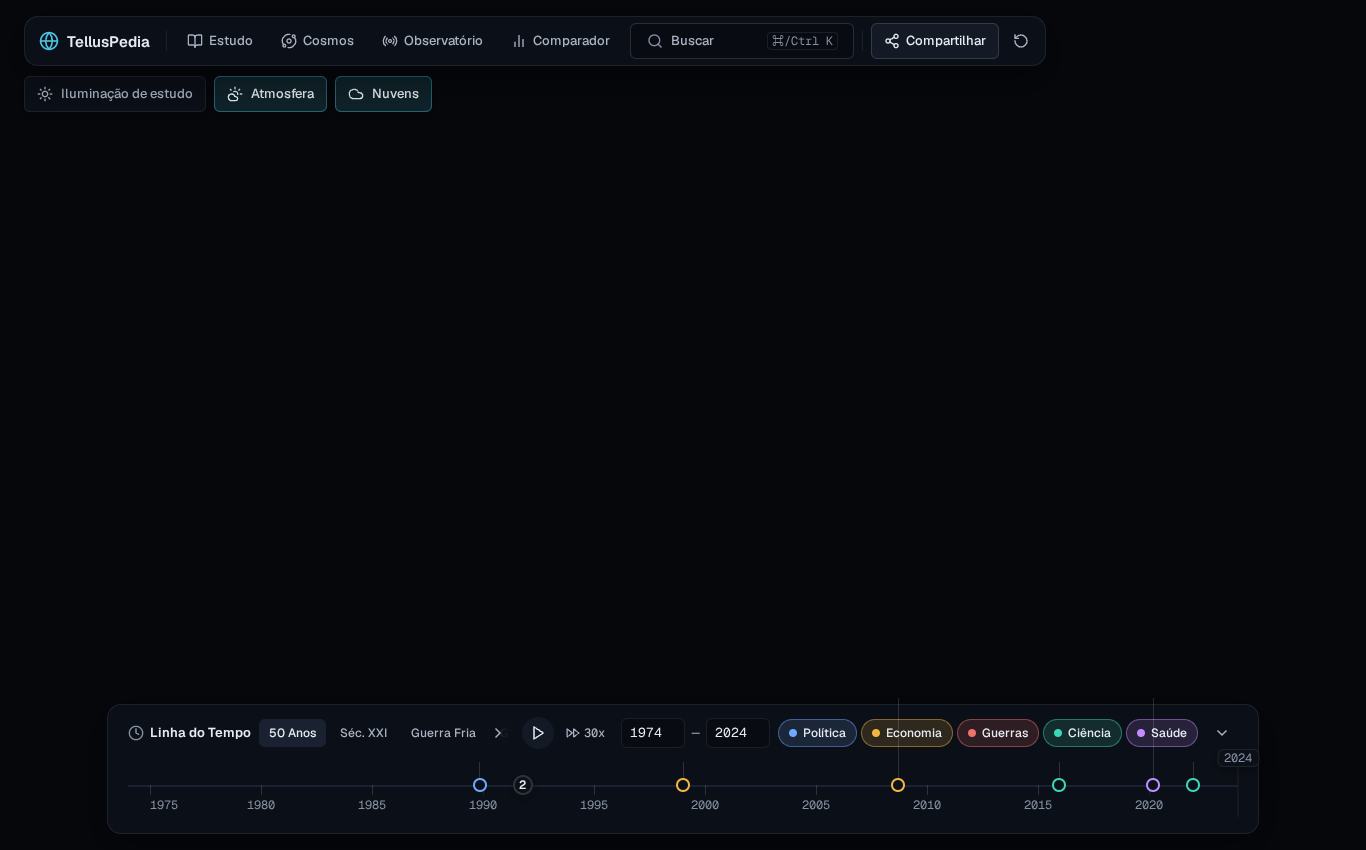 TellusPedia Estudo Cosmos Observatório Comparador Buscar ⌘/Ctrl K Compartilhar
Iluminação de estudo Atmosfera Nuvens
Linha do Tempo 50 Anos Séc. XXI Guerra Fria 30x 1974 — 2024 Política Economia Guerras Ciência Saúde
2024
2
1975 1980 1985 1990 1995 2000 2005 2010 2015 2020